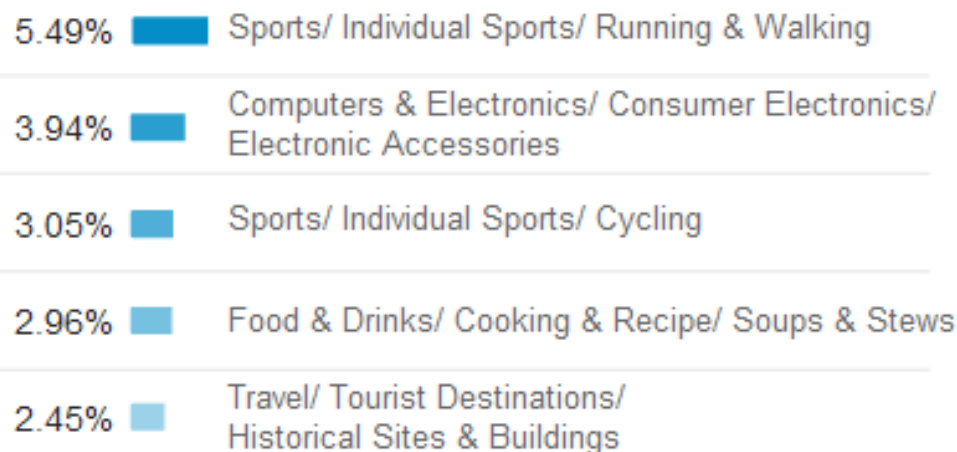 5.49% Sports/ Individual Sports/ Running & Walking
3.94% Computers & Electronics/ Consumer Electronics/
Electronic Accessories
3.05% Sports/ Individual Sports/ Cycling
2.96% Food & Drinks/ Cooking & Recipe/ Soups & Stews
2.45% Travel/ Tourist Destinations/
Historical Sites & Buildings